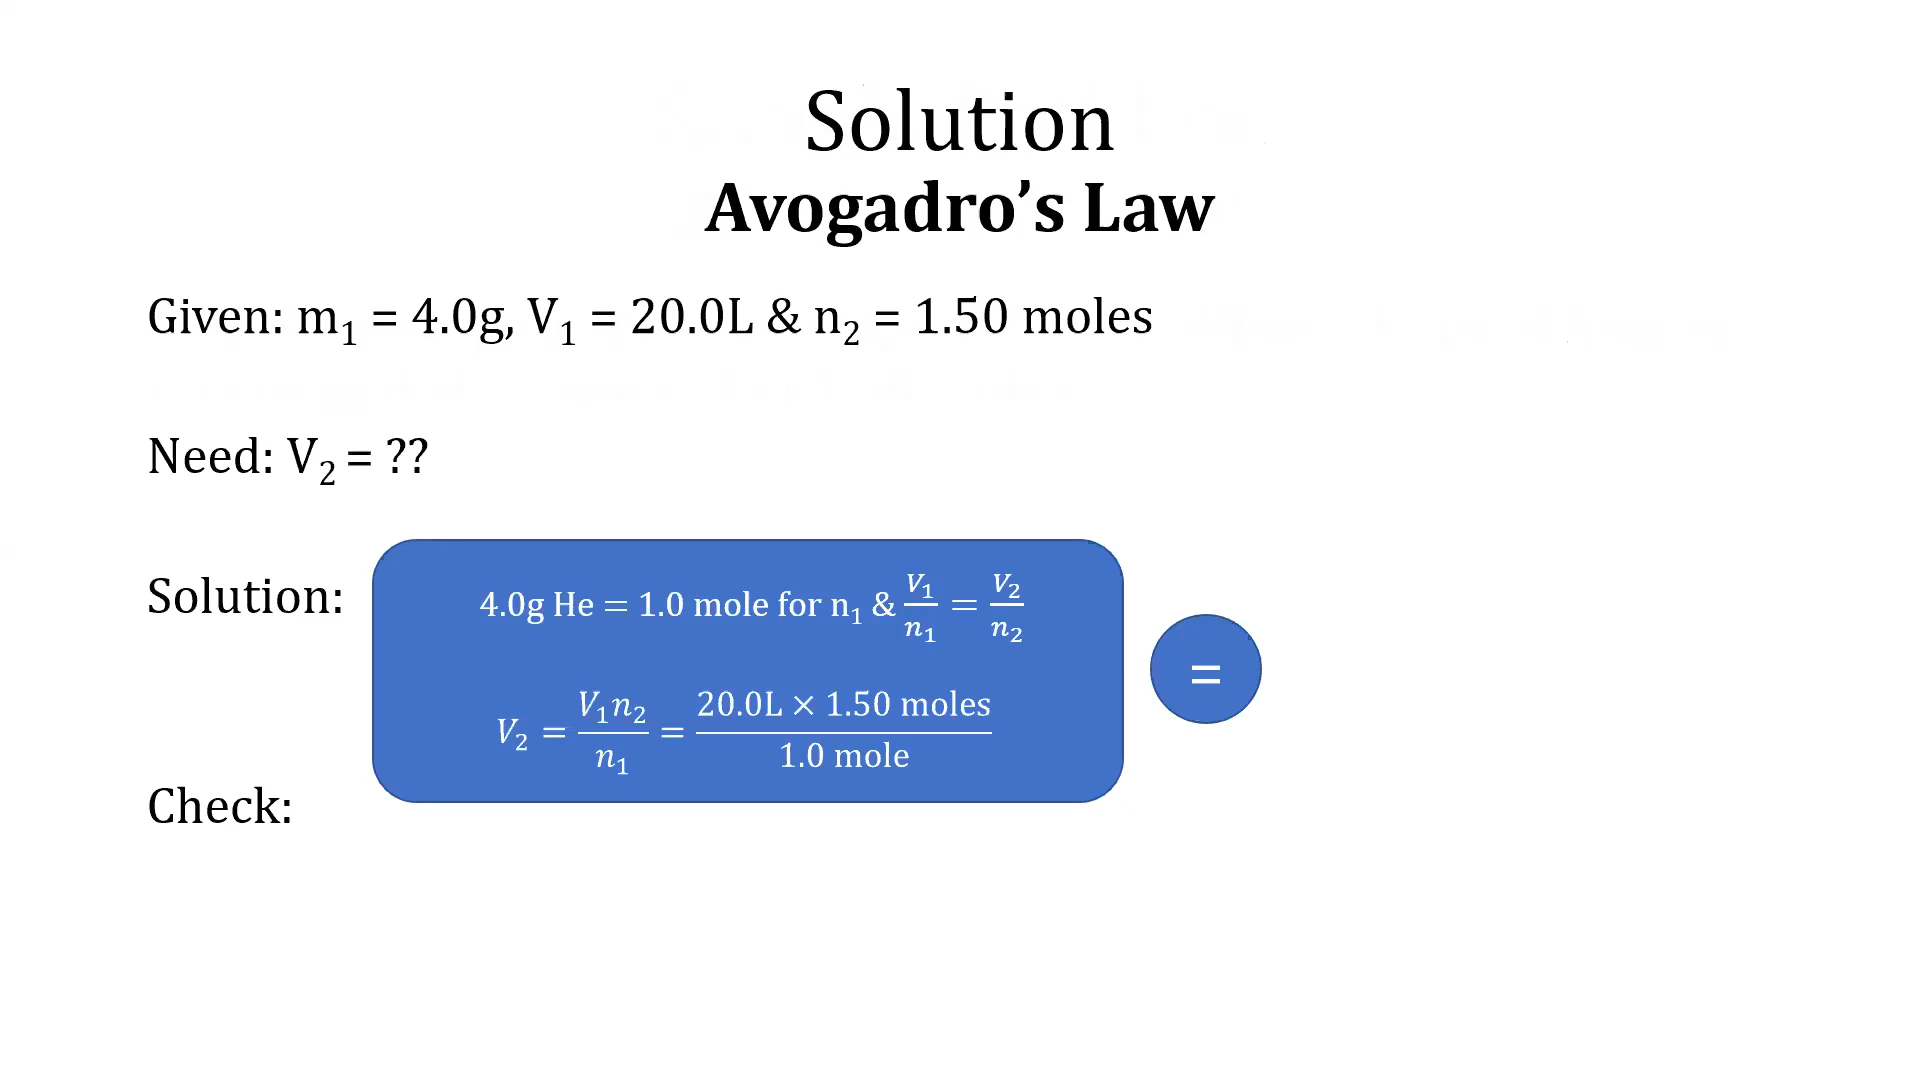 Solution
Avogadro’s Law
Given: m₁ = 4.0g, V₁ = 20.0L & n₂ = 1.50 moles
Need: V₂ = ??
Solution:
4.0g He = 1.0 mole for n₁ & V₁/n₁ = V₂/n₂
V₂ = V₁n₂/n₁ = 20.0L × 1.50 moles/1.0 mole
=
Check: